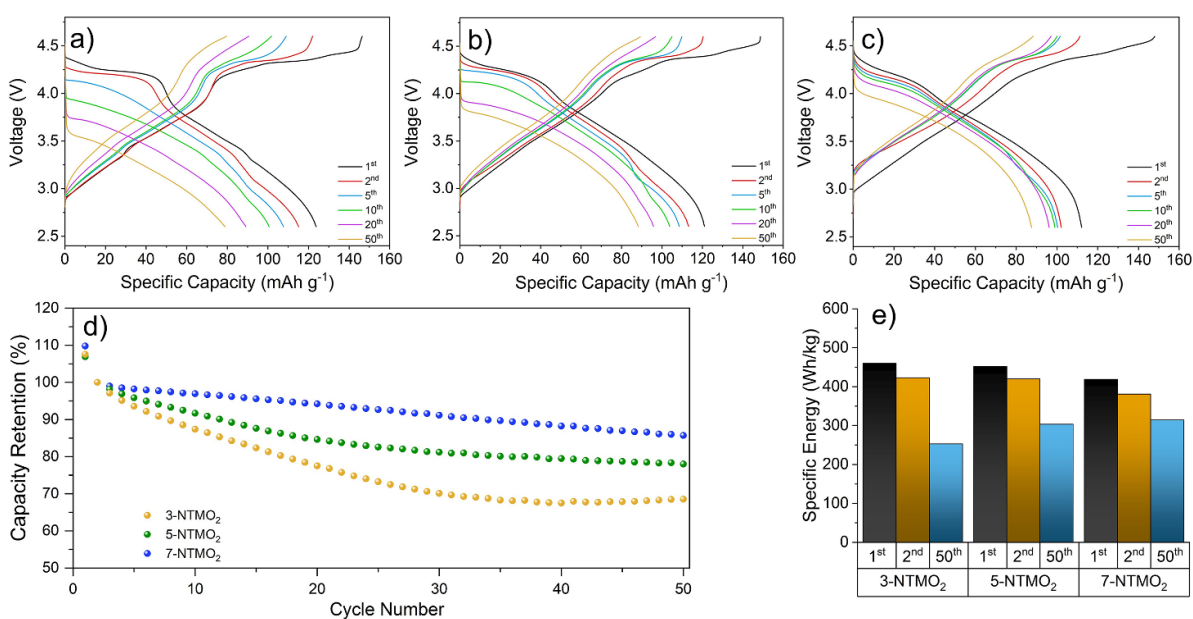 a)
4.5
4.0
3.5
3.0
2.5
Voltage (V)
1st
2nd
5th
10th
20th
50th
0 20 40 60 80 100 120 140 160
Specific Capacity (mAh g-1)
b)
4.5
4.0
3.5
3.0
2.5
Voltage (V)
1st
2nd
5th
10th
20th
50th
0 20 40 60 80 100 120 140 160
Specific Capacity (mAh g-1)
c)
4.5
4.0
3.5
3.0
2.5
Voltage (V)
1st
2nd
5th
10th
20th
50th
0 20 40 60 80 100 120 140 160
Specific Capacity (mAh g-1)
d)
120
110
100
90
80
70
60
50
Capacity Retention (%)
3-NTMO2
5-NTMO2
7-NTMO2
0 10 20 30 40 50
Cycle Number
e)
600
500
400
300
200
100
0
Specific Energy (Wh/kg)
1st 2nd 50th 1st 2nd 50th 1st 2nd 50th
3-NTMO2 5-NTMO2 7-NTMO2